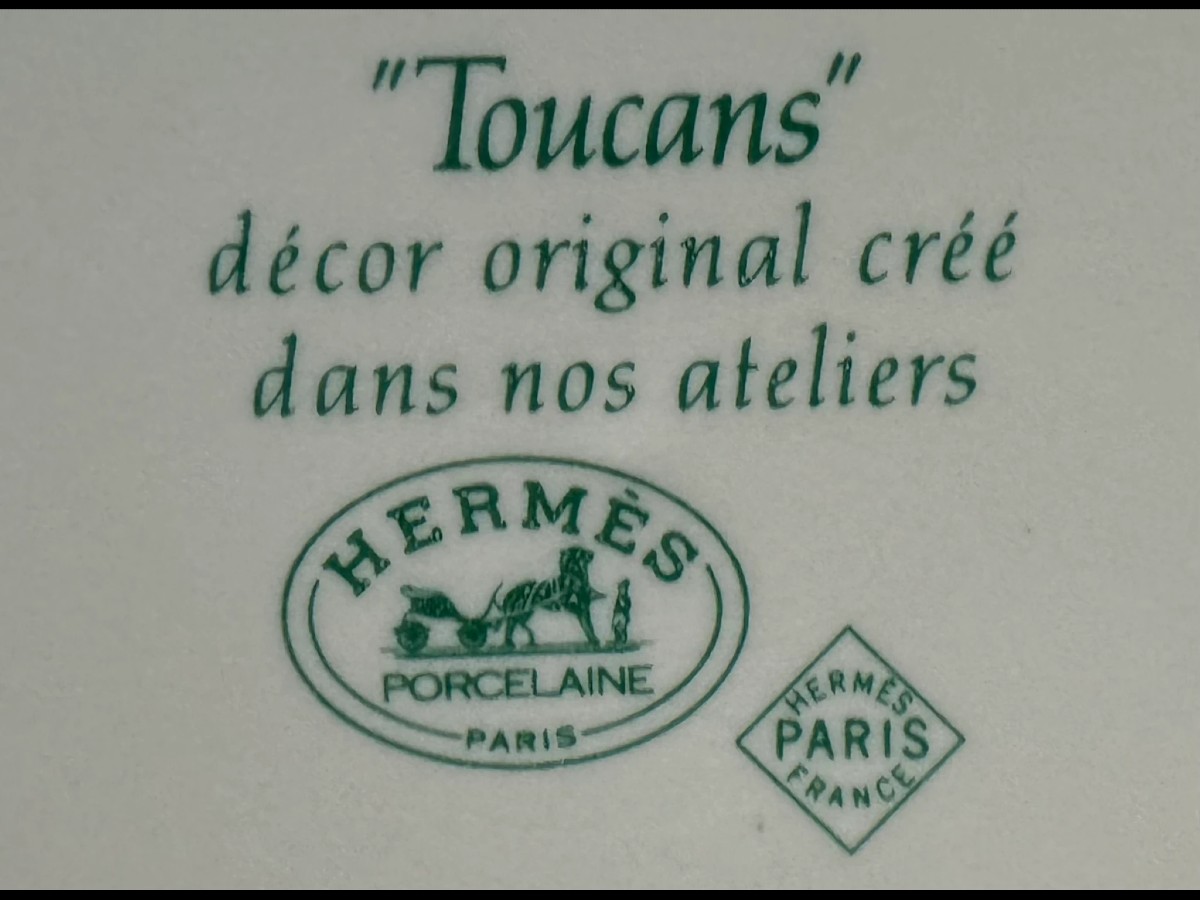 "Toucans"
décor original créé
dans nos ateliers
HERMÈS
PORCELAINE
PARIS
HERMÈS
PARIS
FRANCE